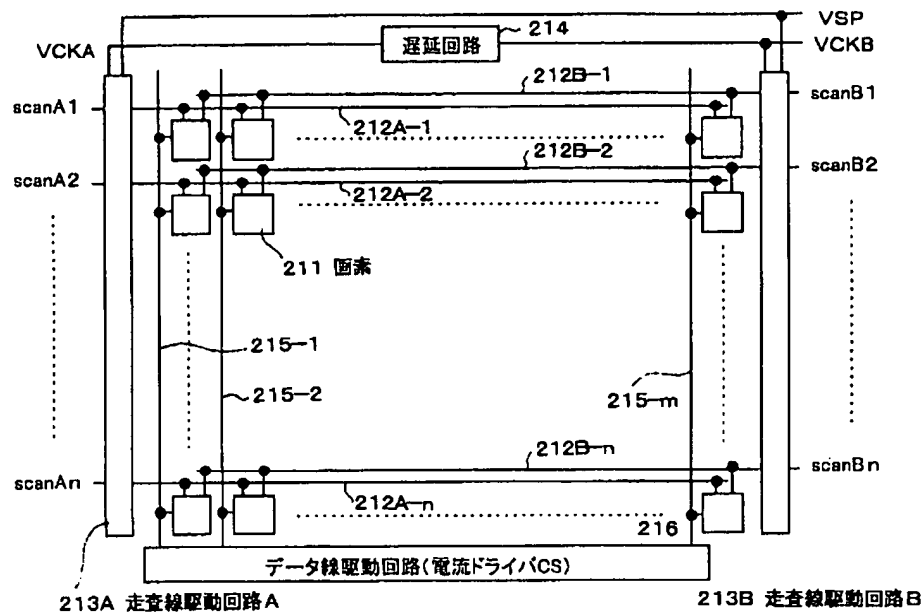 214
VSP
VCKA
遅延回路
VCKB
212B-1
scanA1
scanB1
212A-1
212B-2
scanA2
scanB2
212A-2
211 画素
215-1
215-2
215-m
212B-n
scanAn
scanBn
212A-n
216
データ線駆動回路(電流ドライバCS)
213A 走査線駆動回路A
213B 走査線駆動回路B